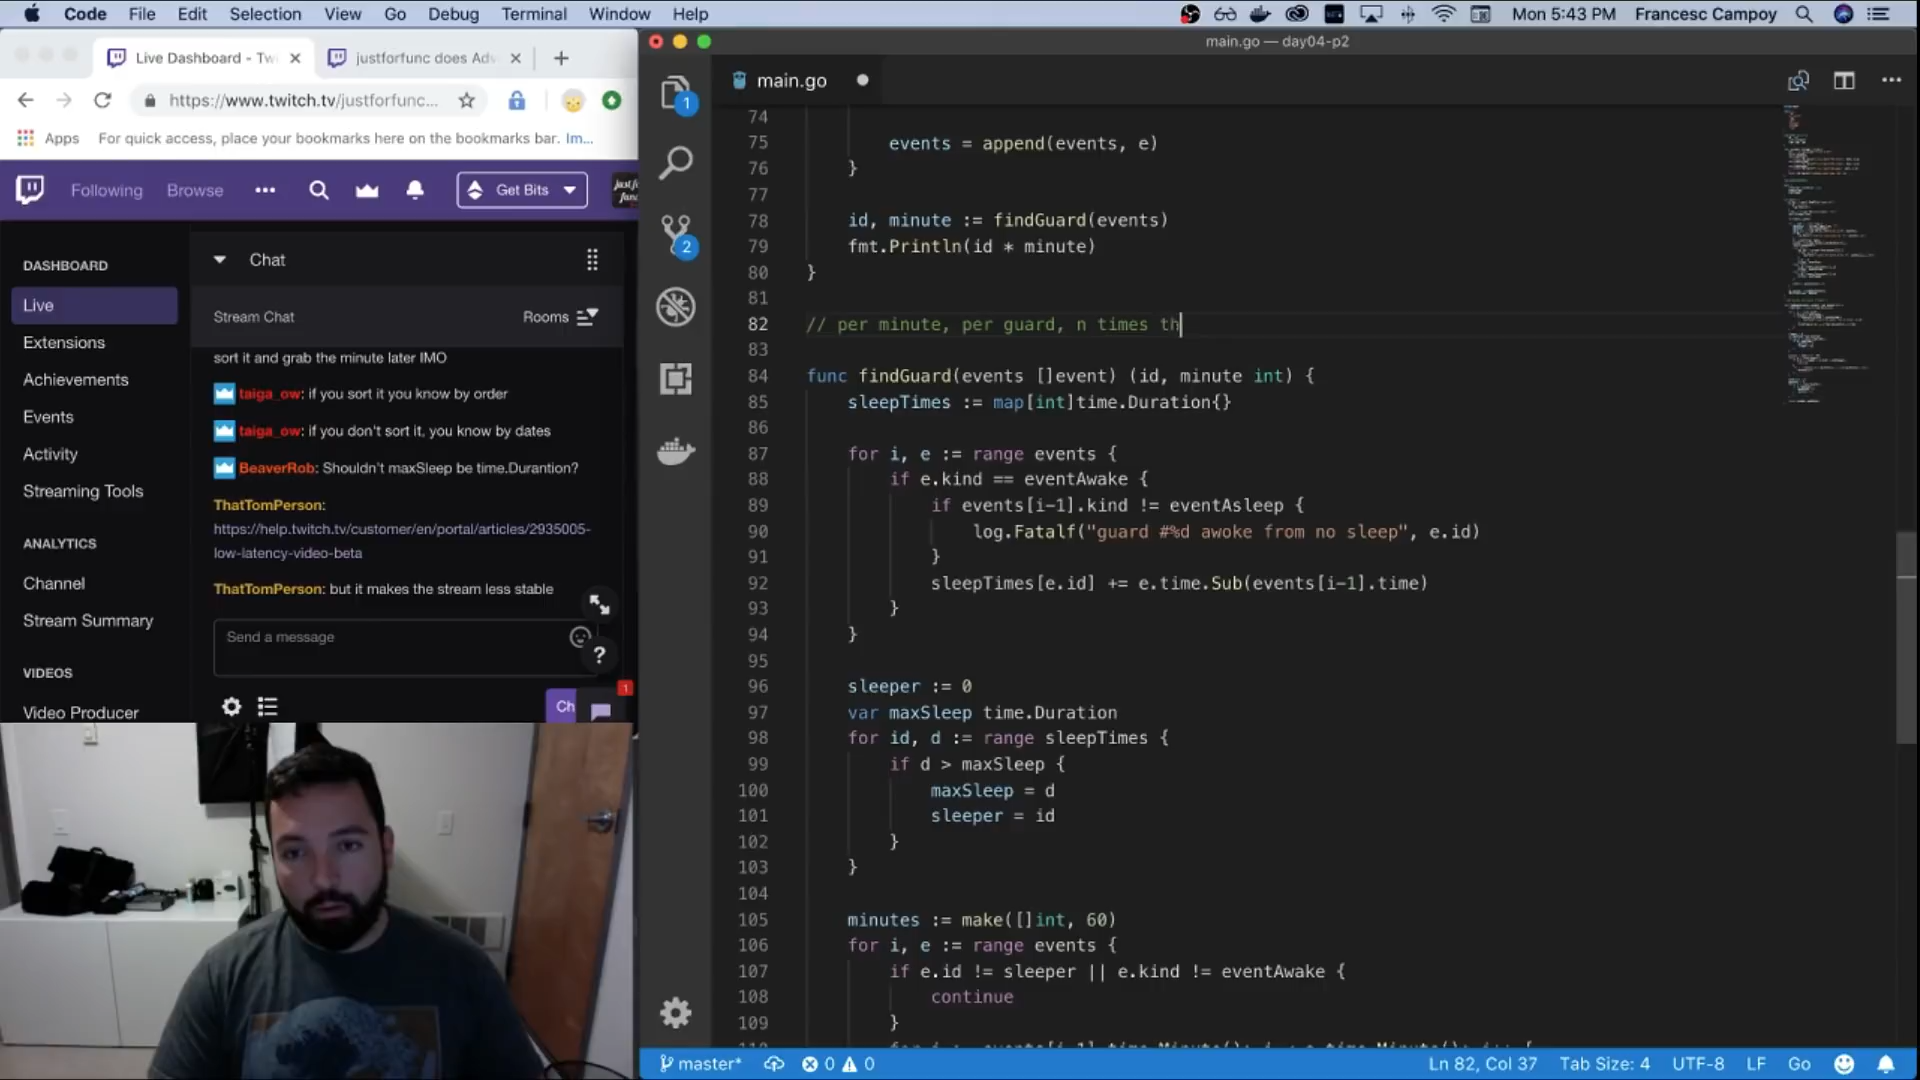 Code File Edit Selection View Go Debug Terminal Window Help
Mon 5:43 PM Francesc Campoy
Live Dashboard - Tw
justforfunc does Adv
https://www.twitch.tv/justforfunc...
Apps For quick access, place your bookmarks here on the bookmarks bar. Im...
Following Browse Get Bits
DASHBOARD
Live
Extensions
Achievements
Events
Activity
Streaming Tools
ANALYTICS
Channel
Stream Summary
VIDEOS
Video Producer
Chat
Stream Chat Rooms
sort it and grab the minute later IMO
taiga_ow: if you sort it you know by order
taiga_ow: if you don't sort it, you know by dates
BeaverRob: Shouldn't maxSleep be time.Durantion?
ThatTomPerson:
https://help.twitch.tv/customer/en/portal/articles/2935005-
low-latency-video-beta
ThatTomPerson: but it makes the stream less stable
Send a message
?
1
Ch
main.go — day04-p2
main.go
1
2
74
75 events = append(events, e)
76 }
77
78 id, minute := findGuard(events)
79 fmt.Println(id * minute)
80 }
81
82 // per minute, per guard, n times th
83
84 func findGuard(events []event) (id, minute int) {
85 sleepTimes := map[int]time.Duration{}
86
87 for i, e := range events {
88 if e.kind == eventAwake {
89 if events[i-1].kind != eventAsleep {
90 log.Fatalf("guard #%d awoke from no sleep", e.id)
91 }
92 sleepTimes[e.id] += e.time.Sub(events[i-1].time)
93 }
94 }
95
96 sleeper := 0
97 var maxSleep time.Duration
98 for id, d := range sleepTimes {
99 if d > maxSleep {
100 maxSleep = d
101 sleeper = id
102 }
103 }
104
105 minutes := make([]int, 60)
106 for i, e := range events {
107 if e.id != sleeper || e.kind != eventAwake {
108 continue
109 }
master* 0 0 Ln 82, Col 37 Tab Size: 4 UTF-8 LF Go